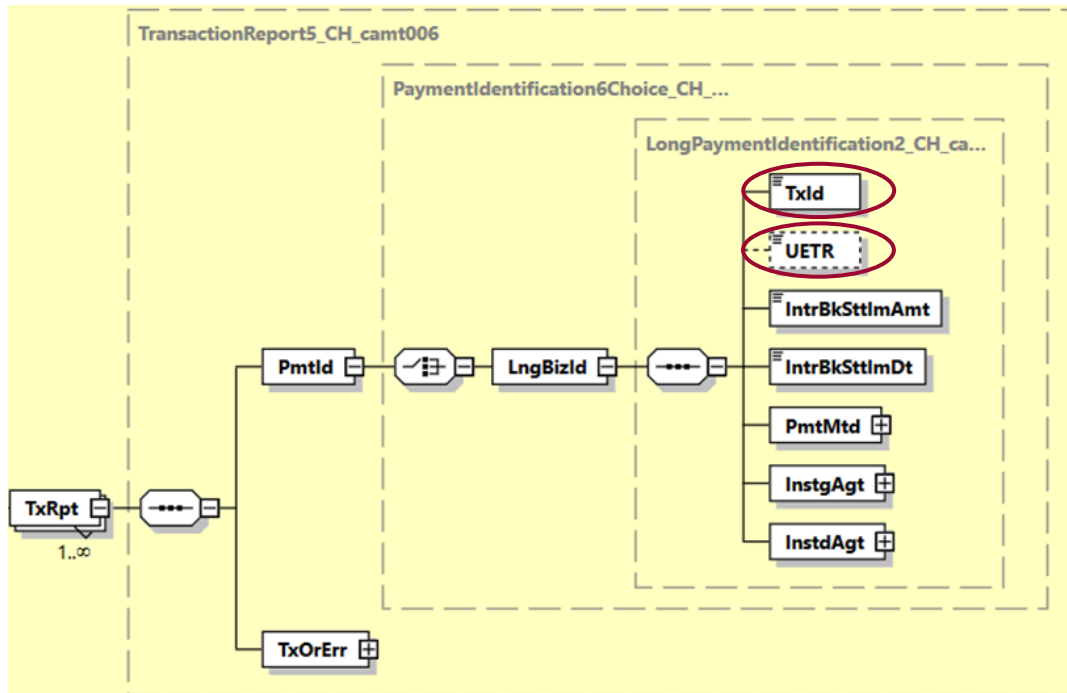 TransactionReport5_CH_camt006
PaymentIdentification6Choice_CH_...
LongPaymentIdentification2_CH_ca...
TxId
UETR
IntrBkSttlmAmt
PmtId
LngBizId
IntrBkSttlmDt
PmtMtd
InstgAgt
TxRpt
1..∞
InstdAgt
TxOrErr